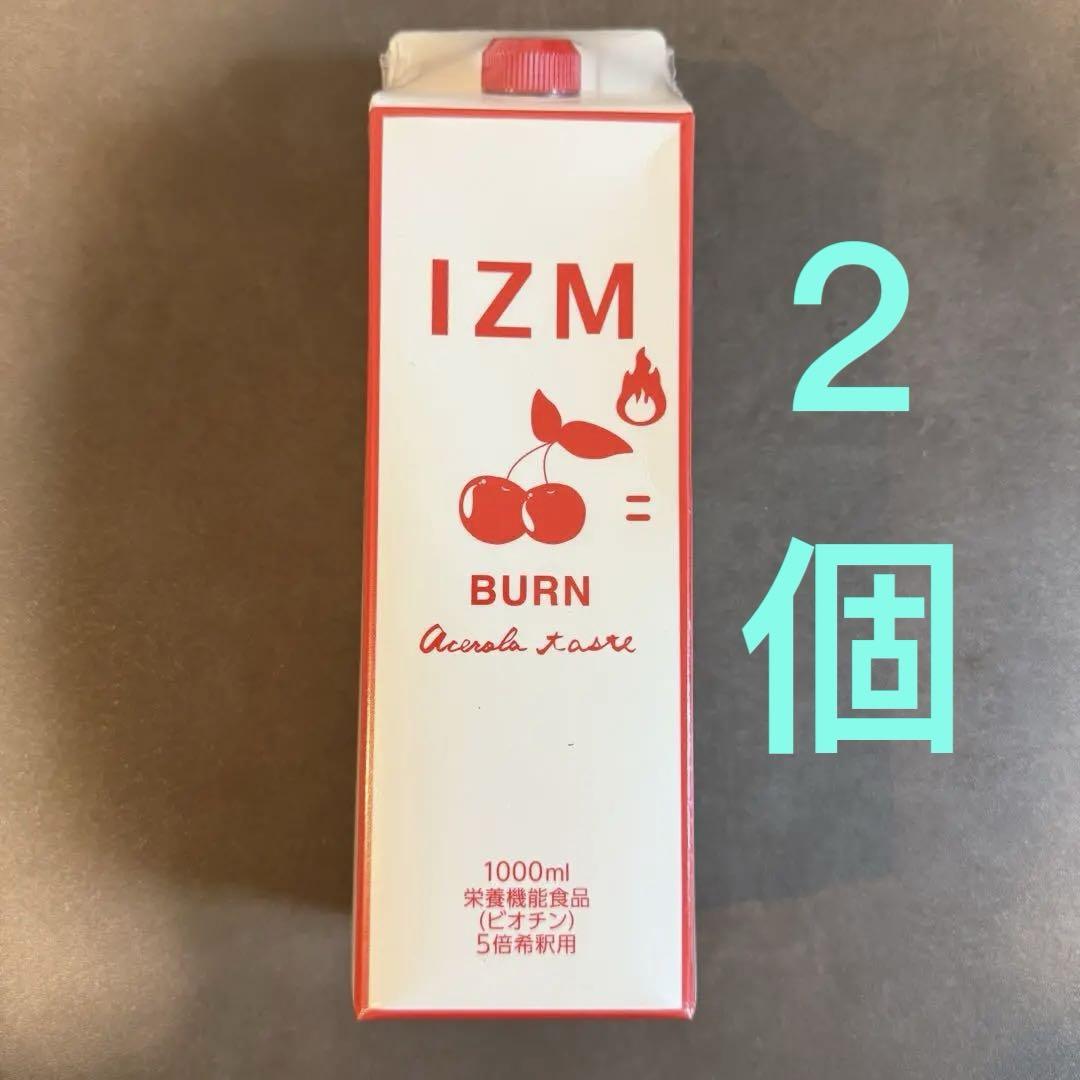 IZM
=
BURN
Acerola taste
1000ml
栄養機能食品
(ビオチン)
5倍希釈用
2
個